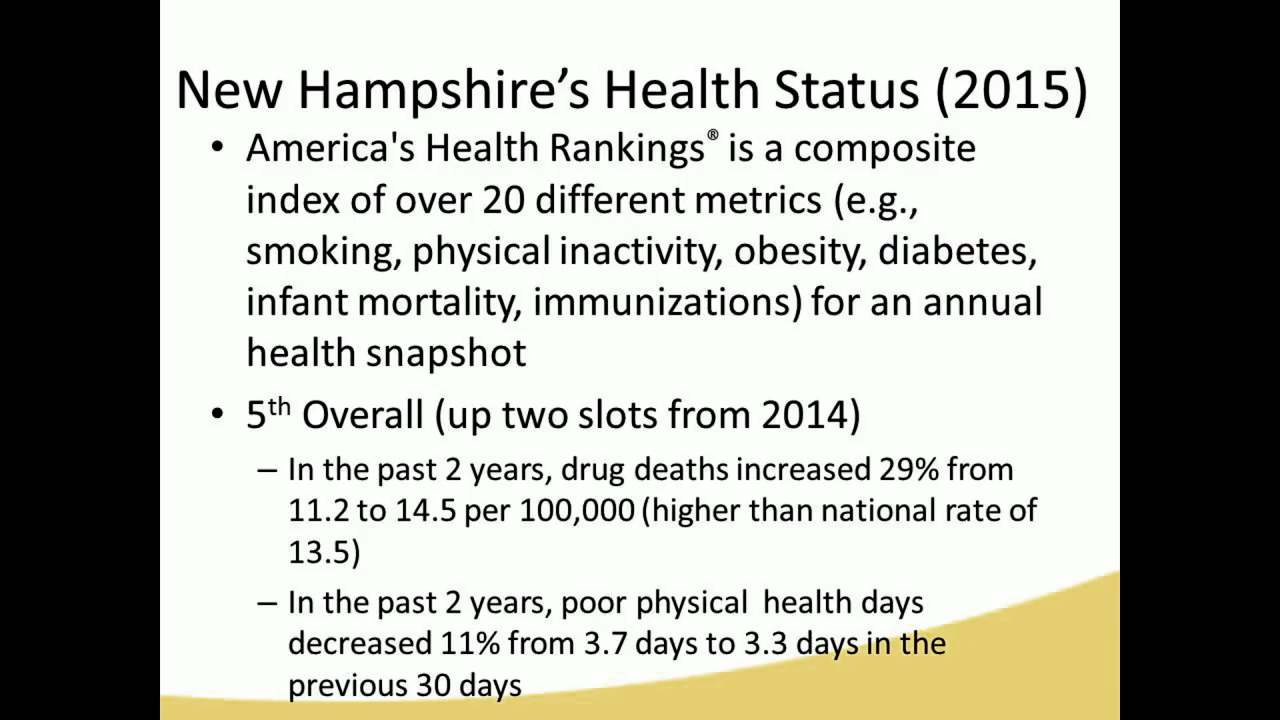 New Hampshire’s Health Status (2015)
• America's Health Rankings® is a composite
index of over 20 different metrics (e.g.,
smoking, physical inactivity, obesity, diabetes,
infant mortality, immunizations) for an annual
health snapshot
• 5th Overall (up two slots from 2014)
– In the past 2 years, drug deaths increased 29% from
11.2 to 14.5 per 100,000 (higher than national rate of
13.5)
– In the past 2 years, poor physical health days
decreased 11% from 3.7 days to 3.3 days in the
previous 30 days